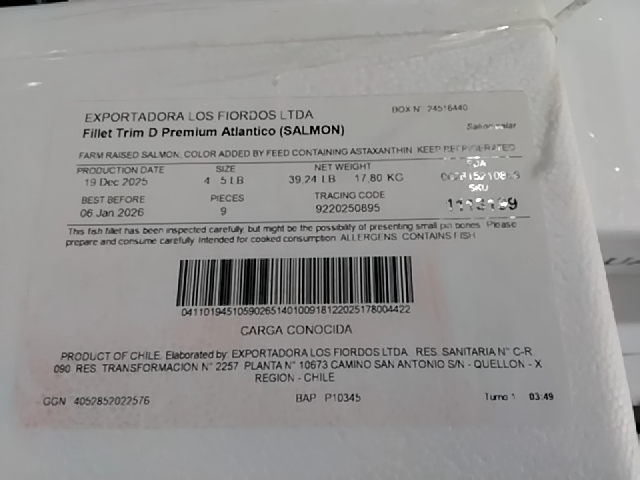 EXPORTADORA LOS FIORDOS LTDA
BOX N° 24516440
Fillet Trim D Premium Atlantico (SALMON)
Salmo salar
FARM RAISED SALMON, COLOR ADDED BY FEED CONTAINING ASTAXANTHIN, KEEP REFRIGERATED
PRODUCTION DATE SIZE NET WEIGHT
19 Dec 2025 4 - 5 LB 39,24 LB 17,80 KG
SKU
BEST BEFORE PIECES TRACING CODE
06 Jan 2026 9 9220250895
This fish fillet has been inspected carefully, but might be the possibility of presenting small pin bones. Please
prepare and consume carefully. Intended for cooked consumption. ALLERGENS: CONTAINS FISH
04110194510590265140100918122025178004422
CARGA CONOCIDA
PRODUCT OF CHILE. Elaborated by: EXPORTADORA LOS FIORDOS LTDA. RES. SANITARIA N° C-R.
090 RES. TRANSFORMACION N° 2257 PLANTA N° 10673 CAMINO SAN ANTONIO S/N - QUELLON - X
REGION - CHILE
GGN 4052852022576 BAP P10345 Turno 1 03:49